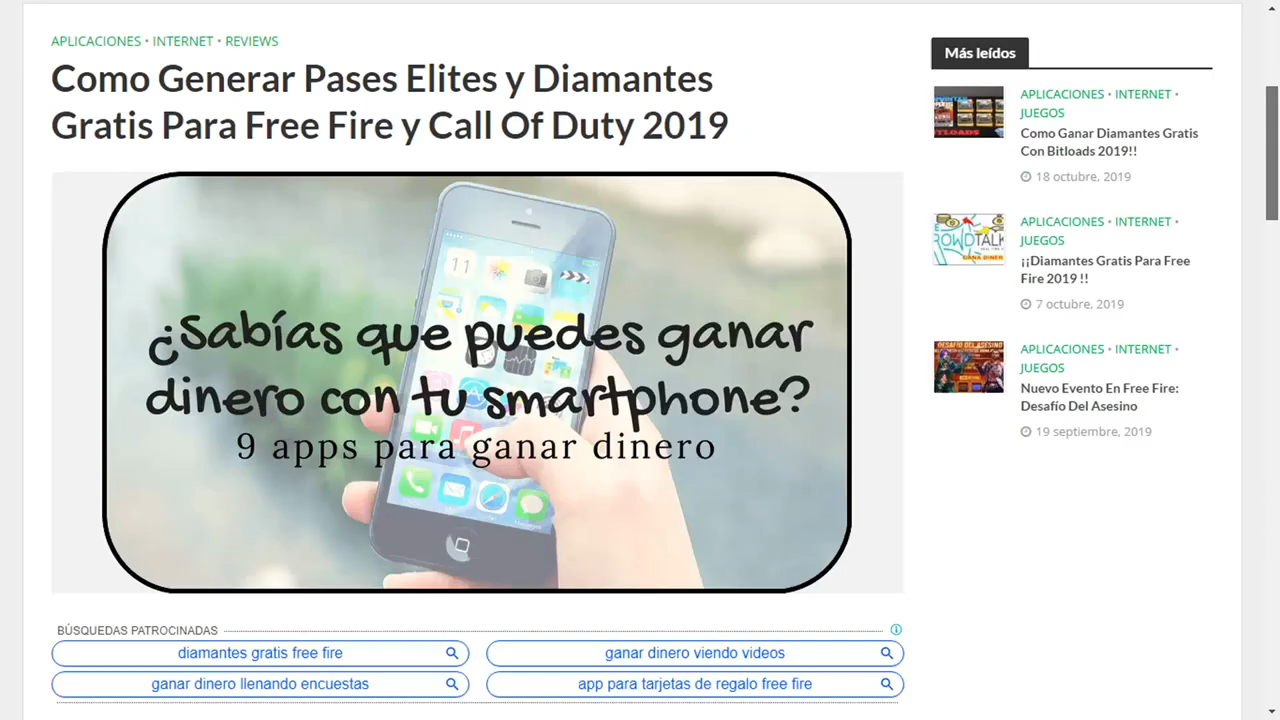 APLICACIONES • INTERNET • REVIEWS
Como Generar Pases Elites y Diamantes
Gratis Para Free Fire y Call Of Duty 2019
¿Sabías que puedes ganar
dinero con tu smartphone?
9 apps para ganar dinero
11
BÚSQUEDAS PATROCINADAS
diamantes gratis free fire
ganar dinero viendo videos
ganar dinero llenando encuestas
app para tarjetas de regalo free fire
Más leídos
APLICACIONES • INTERNET •
JUEGOS
Como Ganar Diamantes Gratis
Con Bitloads 2019!!
18 octubre, 2019
APLICACIONES • INTERNET •
JUEGOS
¡¡Diamantes Gratis Para Free
Fire 2019 !!
7 octubre, 2019
APLICACIONES • INTERNET •
JUEGOS
Nuevo Evento En Free Fire:
Desafío Del Asesino
19 septiembre, 2019